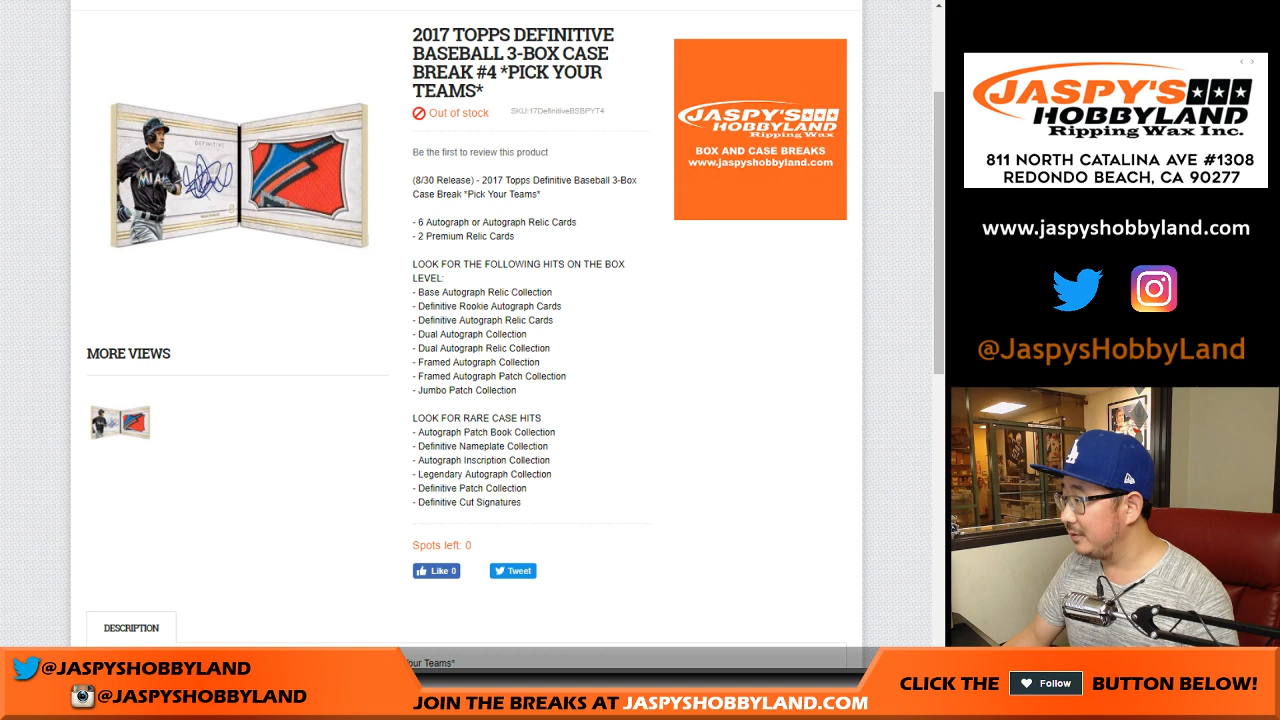 2017 TOPPS DEFINITIVE
BASEBALL 3-BOX CASE
BREAK #4 *PICK YOUR
TEAMS*
Out of stock
SKU:17DefinitiveBSBPYT4
Be the first to review this product
(8/30 Release) - 2017 Topps Definitive Baseball 3-Box
Case Break *Pick Your Teams*
- 6 Autograph or Autograph Relic Cards
- 2 Premium Relic Cards
LOOK FOR THE FOLLOWING HITS ON THE BOX
LEVEL:
- Base Autograph Relic Collection
- Definitive Rookie Autograph Cards
- Definitive Autograph Relic Cards
- Dual Autograph Collection
- Dual Autograph Relic Collection
- Framed Autograph Collection
- Framed Autograph Patch Collection
- Jumbo Patch Collection
LOOK FOR RARE CASE HITS
- Autograph Patch Book Collection
- Definitive Nameplate Collection
- Autograph Inscription Collection
- Legendary Autograph Collection
- Definitive Patch Collection
- Definitive Cut Signatures
Spots left: 0
Like 0
Tweet
DEFINITIVE
MIA
MORE VIEWS
DESCRIPTION
our Teams*
JASPY'S
HOBBYLAND
Ripping Wax
BOX AND CASE BREAKS
www.jaspyshobbyland.com
JASPY'S
HOBBYLAND
Ripping Wax Inc.
811 NORTH CATALINA AVE #1308
REDONDO BEACH, CA 90277
www.jaspyshobbyland.com
@JaspysHobbyLand
LA
@JASPYSHOBBYLAND
@JASPYSHOBBYLAND
JOIN THE BREAKS AT JASPYSHOBBYLAND.COM
CLICK THE Follow BUTTON BELOW!